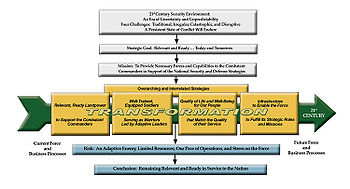 21st Century Security Environment:
An Era of Uncertainty and Unpredictability
Four Challenges: Traditional, Irregular, Catastrophic, and Disruptive
A Persistent State of Conflict Will Endure
Strategic Goal: Relevant and Ready ... Today and Tomorrow
Mission: To Provide Necessary Forces and Capabilities to the Combatant
Commanders in Support of the National Security and Defense Strategies
Overarching and Interrelated Strategies
Relevant, Ready Landpower
To Support the Combatant
Commanders
Well-Trained,
Equipped Soldiers
Serving as Warriors
Led by Adaptive Leaders
Quality of Life and Well-Being
for Our People
that Match the Quality
of their Service
Infrastructure
to Enable the Force
To Fulfill its Strategic Roles
and Missions
TRANSFORMATION
21st
CENTURY
Current Force
and
Business Processes
Future Force
and
Business Processes
Risk: An Adaptive Enemy, Limited Resources, Our Pace of Operations, and Stress on the Force
Conclusion: Remaining Relevant and Ready in Service to the Nation